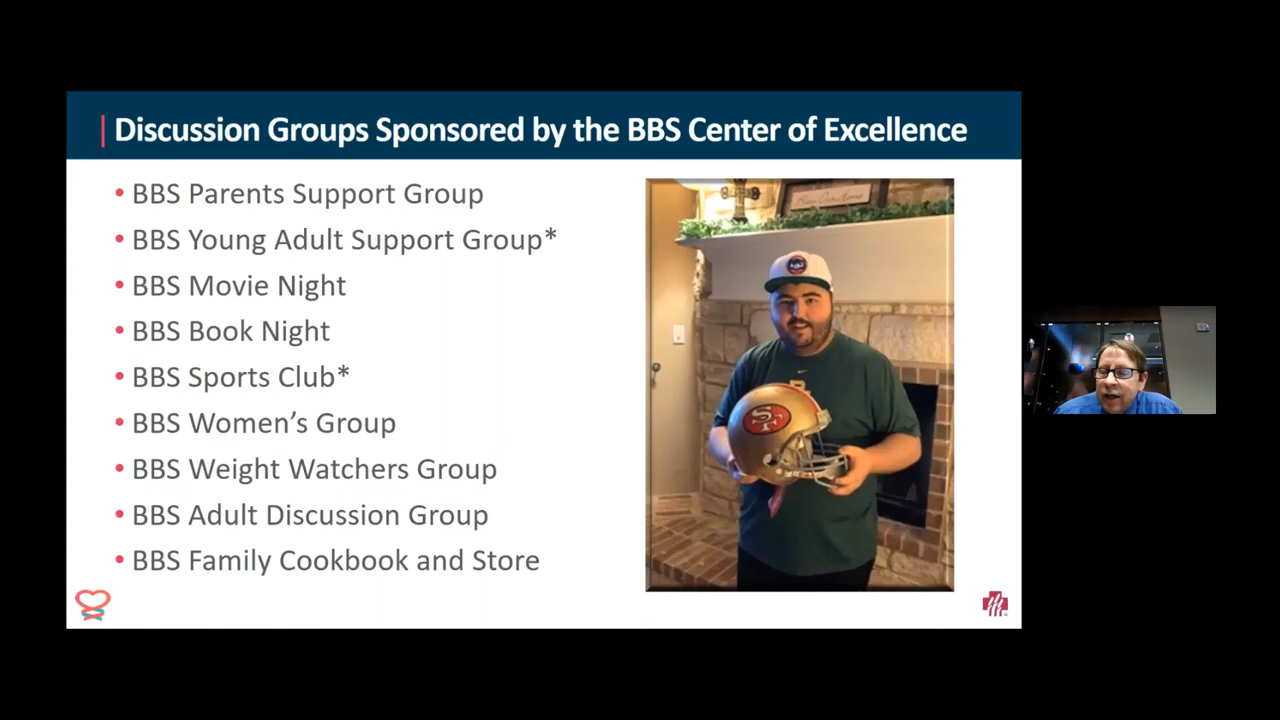 Discussion Groups Sponsored by the BBS Center of Excellence
• BBS Parents Support Group
• BBS Young Adult Support Group*
• BBS Movie Night
• BBS Book Night
• BBS Sports Club*
• BBS Women’s Group
• BBS Weight Watchers Group
• BBS Adult Discussion Group
• BBS Family Cookbook and Store
SF